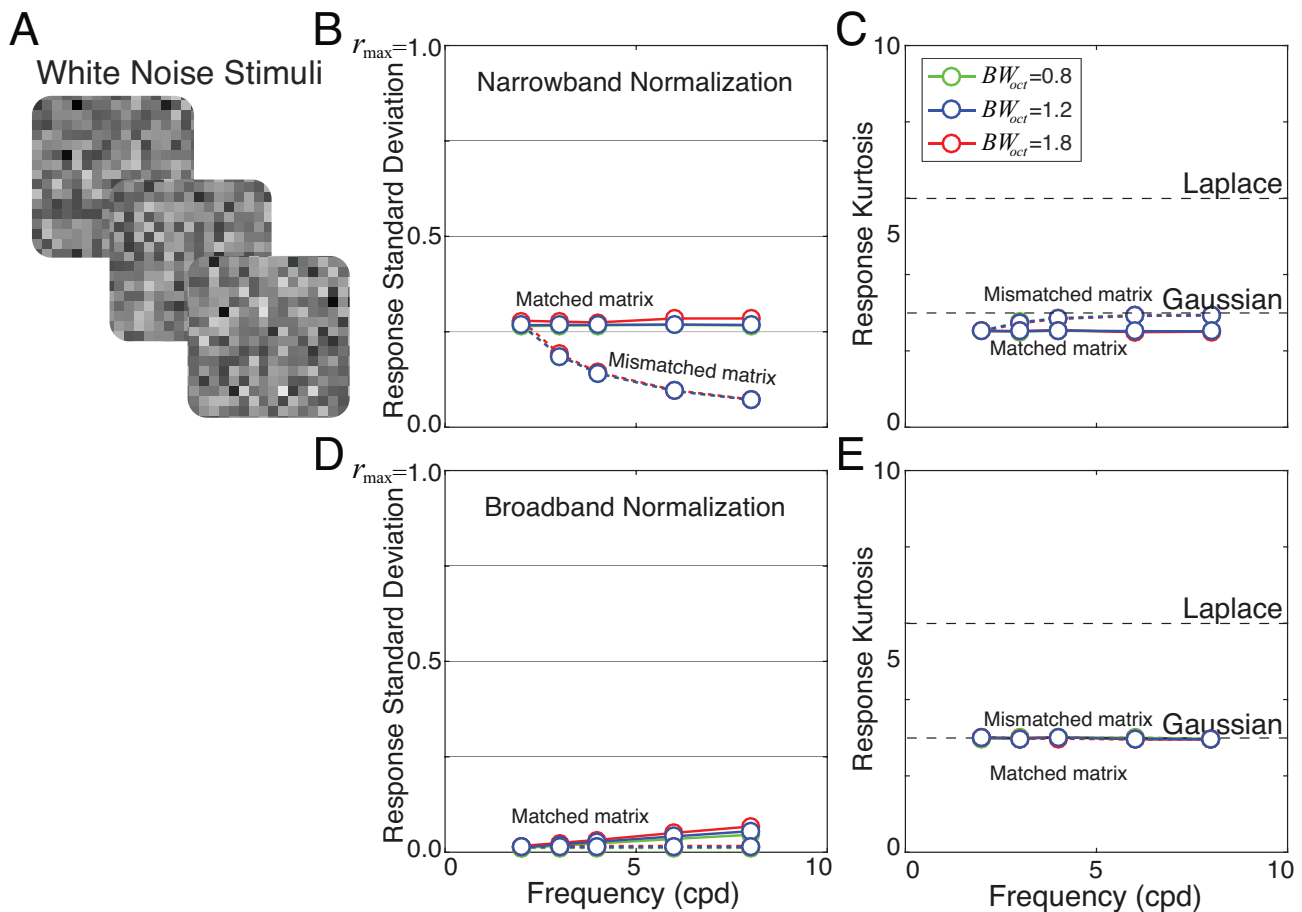 A
White Noise Stimuli
B
r_max=1.0
Narrowband Normalization
Response Standard Deviation
0.5
0.0
Matched matrix
Mismatched matrix
C
10
BW_oct=0.8
BW_oct=1.2
BW_oct=1.8
Response Kurtosis
Laplace
5
Mismatched matrix
Gaussian
Matched matrix
0
D
r_max=1.0
Broadband Normalization
Response Standard Deviation
0.5
Matched matrix
0.0
0
5
10
Frequency (cpd)
E
10
Response Kurtosis
Laplace
5
Mismatched matrix
Gaussian
Matched matrix
0
0
5
10
Frequency (cpd)